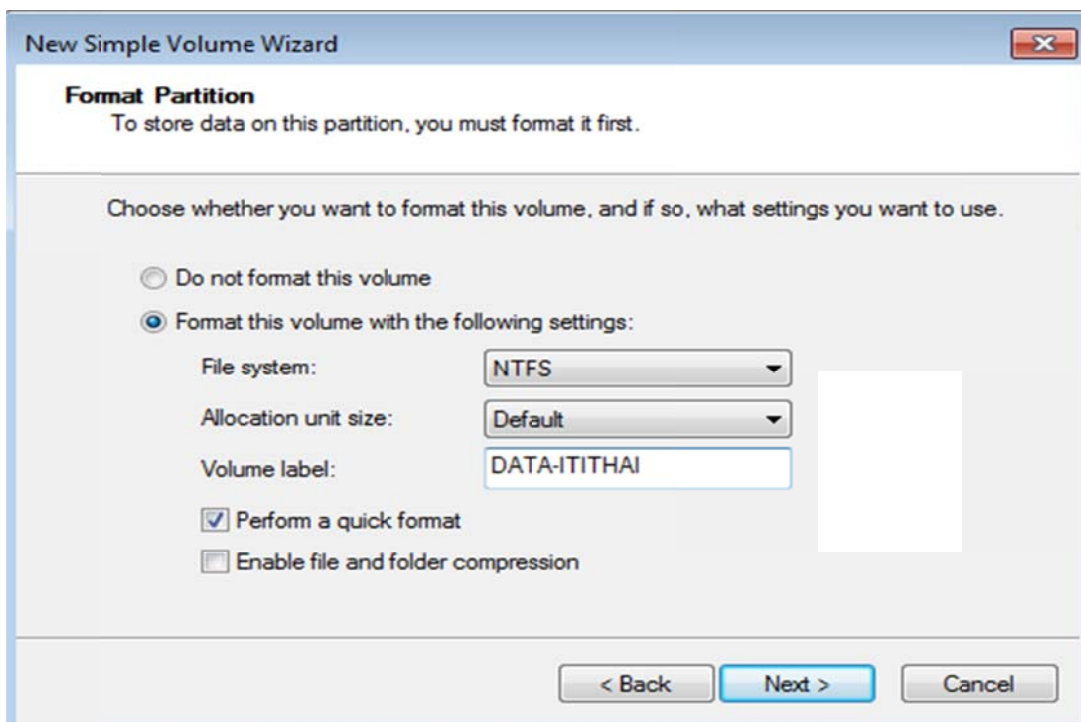 New Simple Volume Wizard
Format Partition
To store data on this partition, you must format it first.
Choose whether you want to format this volume, and if so, what settings you want to use.
Do not format this volume
Format this volume with the following settings:
File system: NTFS
Allocation unit size: Default
Volume label: DATA-ITITHAI
Perform a quick format
Enable file and folder compression
< Back Next > Cancel